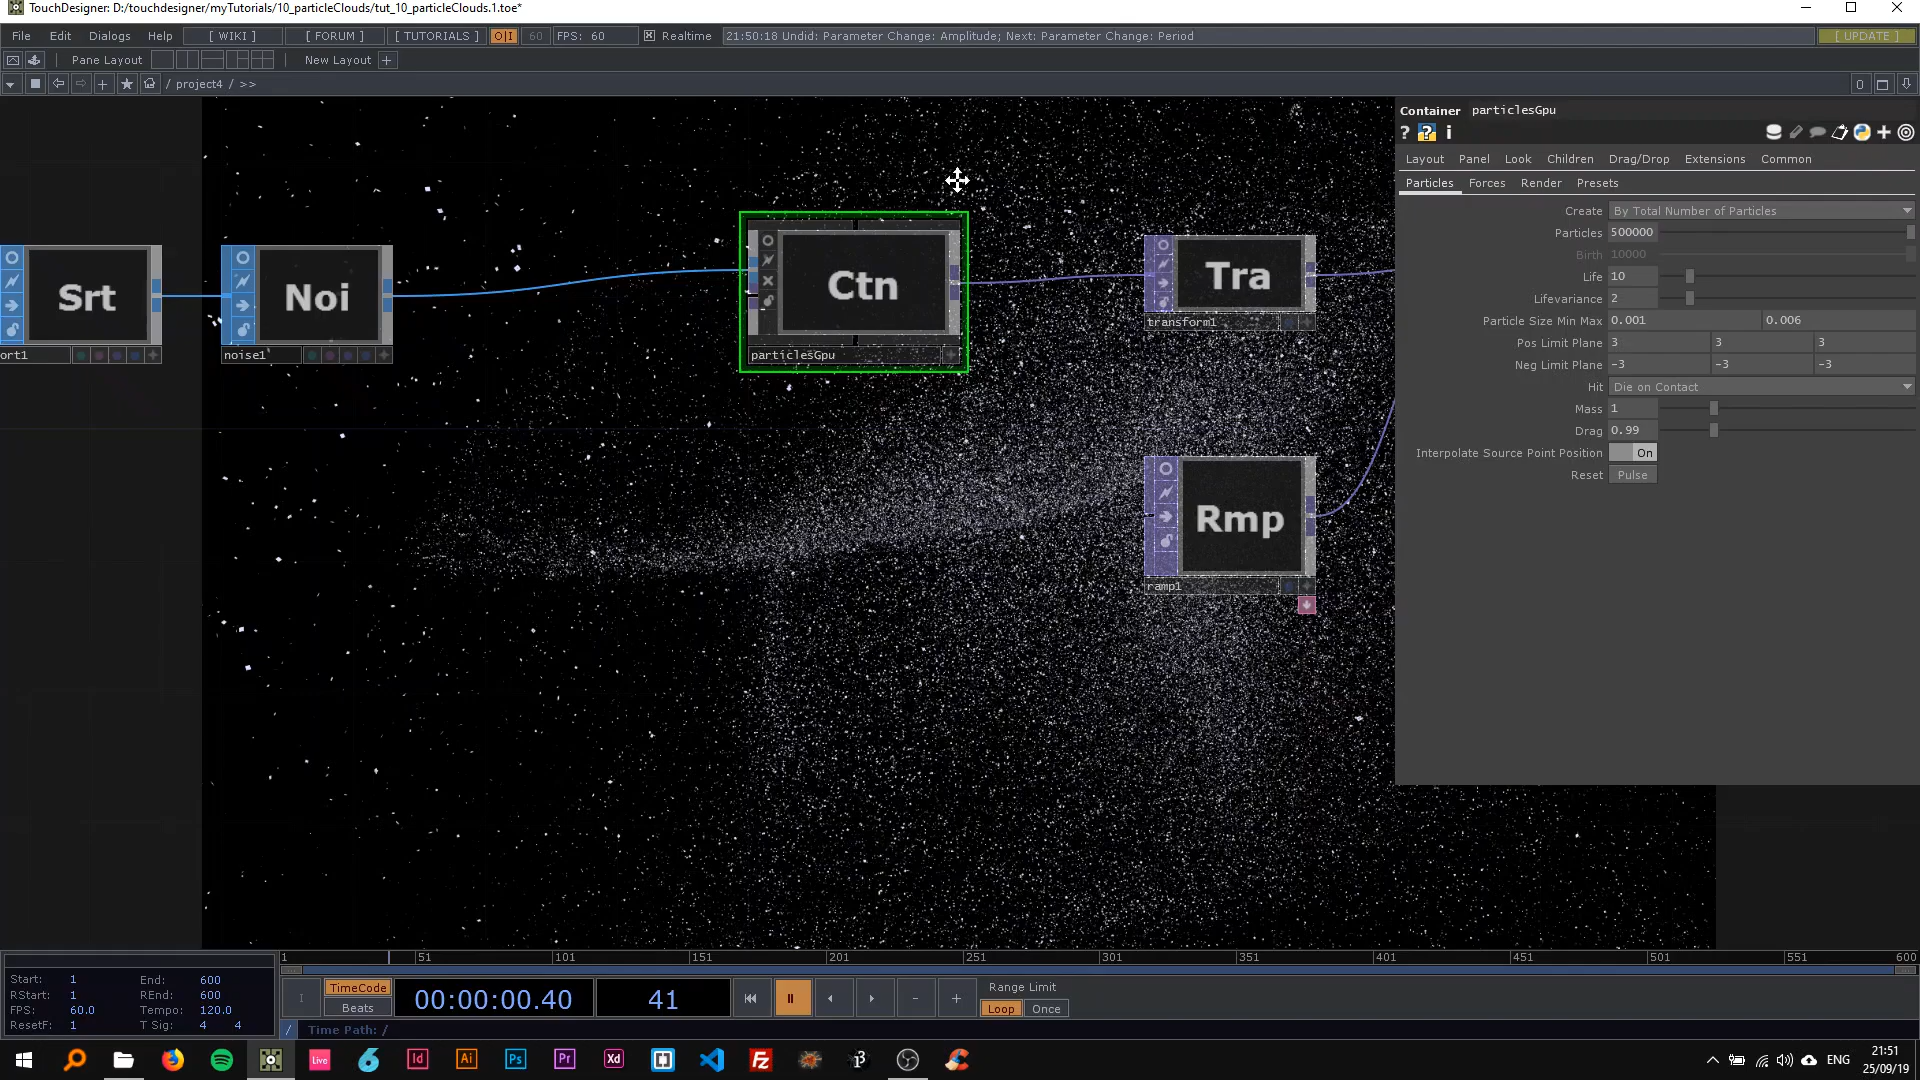 TouchDesigner: D:/touchdesigner/myTutorials/10_particleClouds/tut_10_particleClouds.1.toe*
File Edit Dialogs Help [ WIKI ] [ FORUM ] [ TUTORIALS ] O|I 60 FPS: 60 Realtime 21:50:18 Undid: Parameter Change: Amplitude; Next: Parameter Change: Period [ UPDATE ]
Pane Layout New Layout +
/ project4 / >>
Container particlesGpu
? ? i
Layout Panel Look Children Drag/Drop Extensions Common
Particles Forces Render Presets
Create By Total Number of Particles
Particles 500000
Birth 10000
Life 10
Lifevariance 2
Particle Size Min Max 0.001 0.006
Pos Limit Plane 3 3 3
Neg Limit Plane -3 -3 -3
Hit Die on Contact
Mass 1
Drag 0.99
Interpolate Source Point Position On
Reset Pulse
Srt
ort1
Noi
noise1
Ctn
particlesGpu
Tra
transform1
Rmp
ramp1
1 51 101 151 201 251 301 351 401 451 501 551 600
Start: 1 End: 600
RStart: 1 REnd: 600
FPS: 60.0 Tempo: 120.0
ResetF: 1 T Sig: 4 4
TimeCode
Beats
00:00:00.40
41
Range Limit
Loop Once
/ Time Path: /
Live Id Ai Ps Pr Xd
ENG
21:51
25/09/19